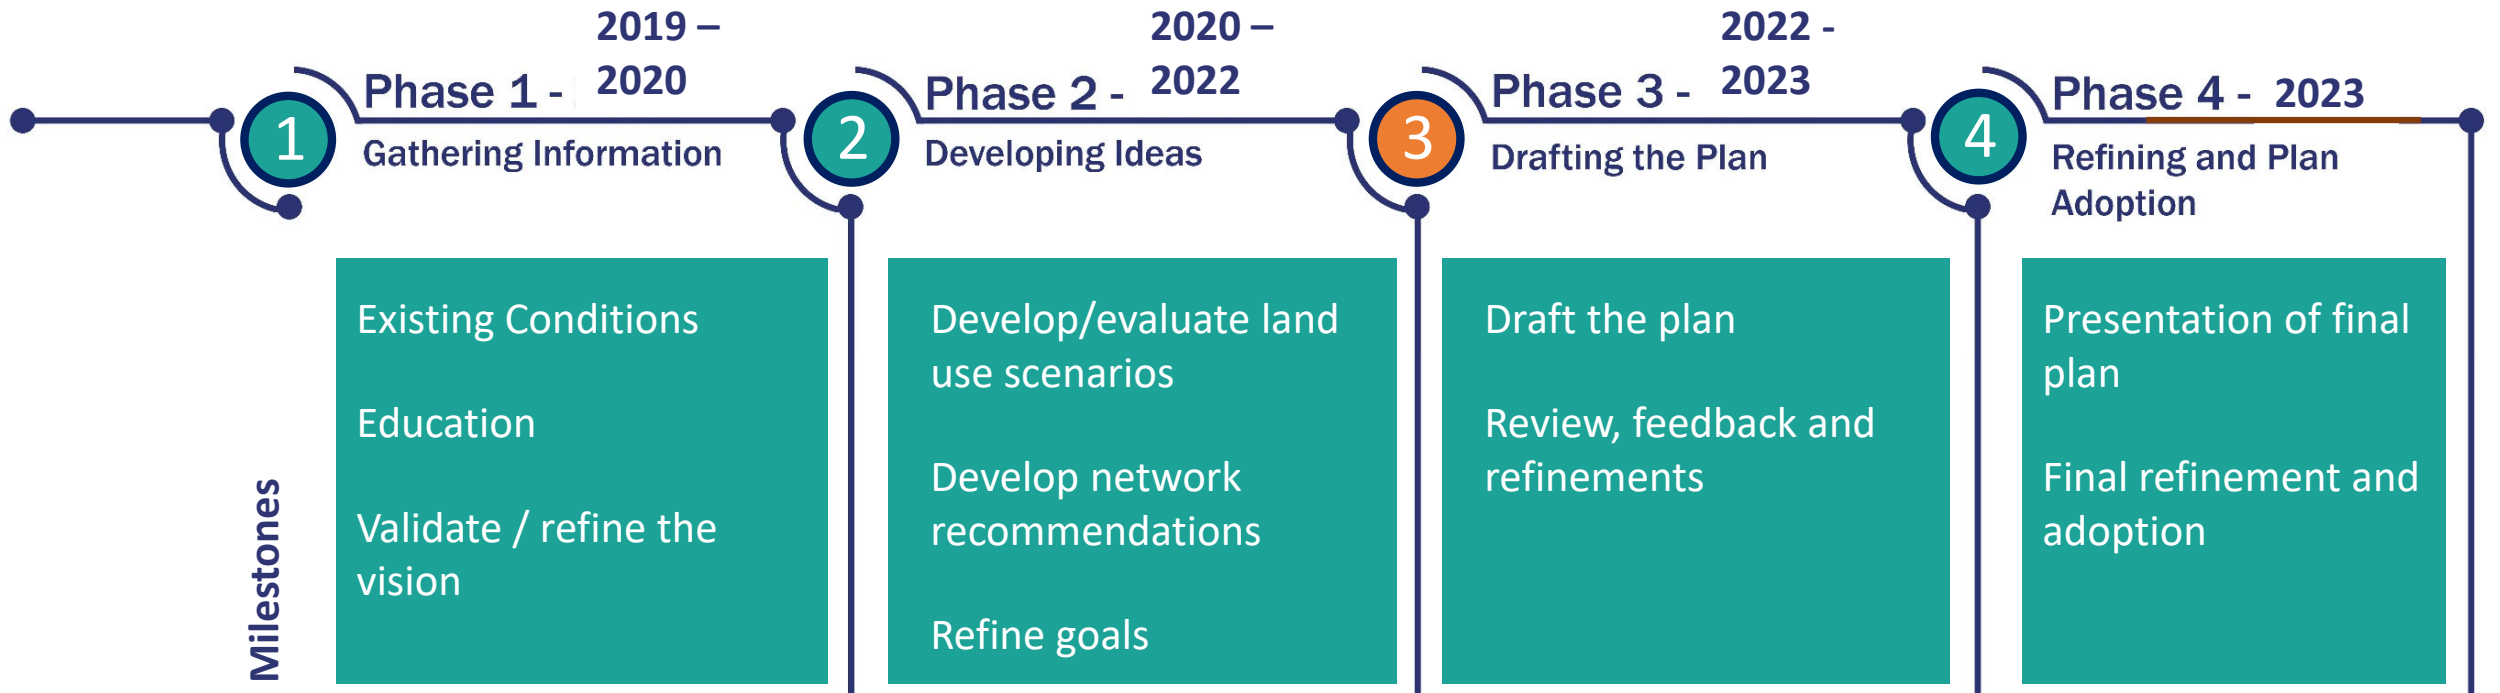 1
Phase 1 - 2019 –
2020
Gathering Information
2
Phase 2 - 2020 –
2022
Developing Ideas
3
Phase 3 - 2022 -
2023
Drafting the Plan
4
Phase 4 - 2023
Refining and Plan
Adoption
Milestones
Existing Conditions
Education
Validate / refine the
vision
Develop/evaluate land
use scenarios
Develop network
recommendations
Refine goals
Draft the plan
Review, feedback and
refinements
Presentation of final
plan
Final refinement and
adoption